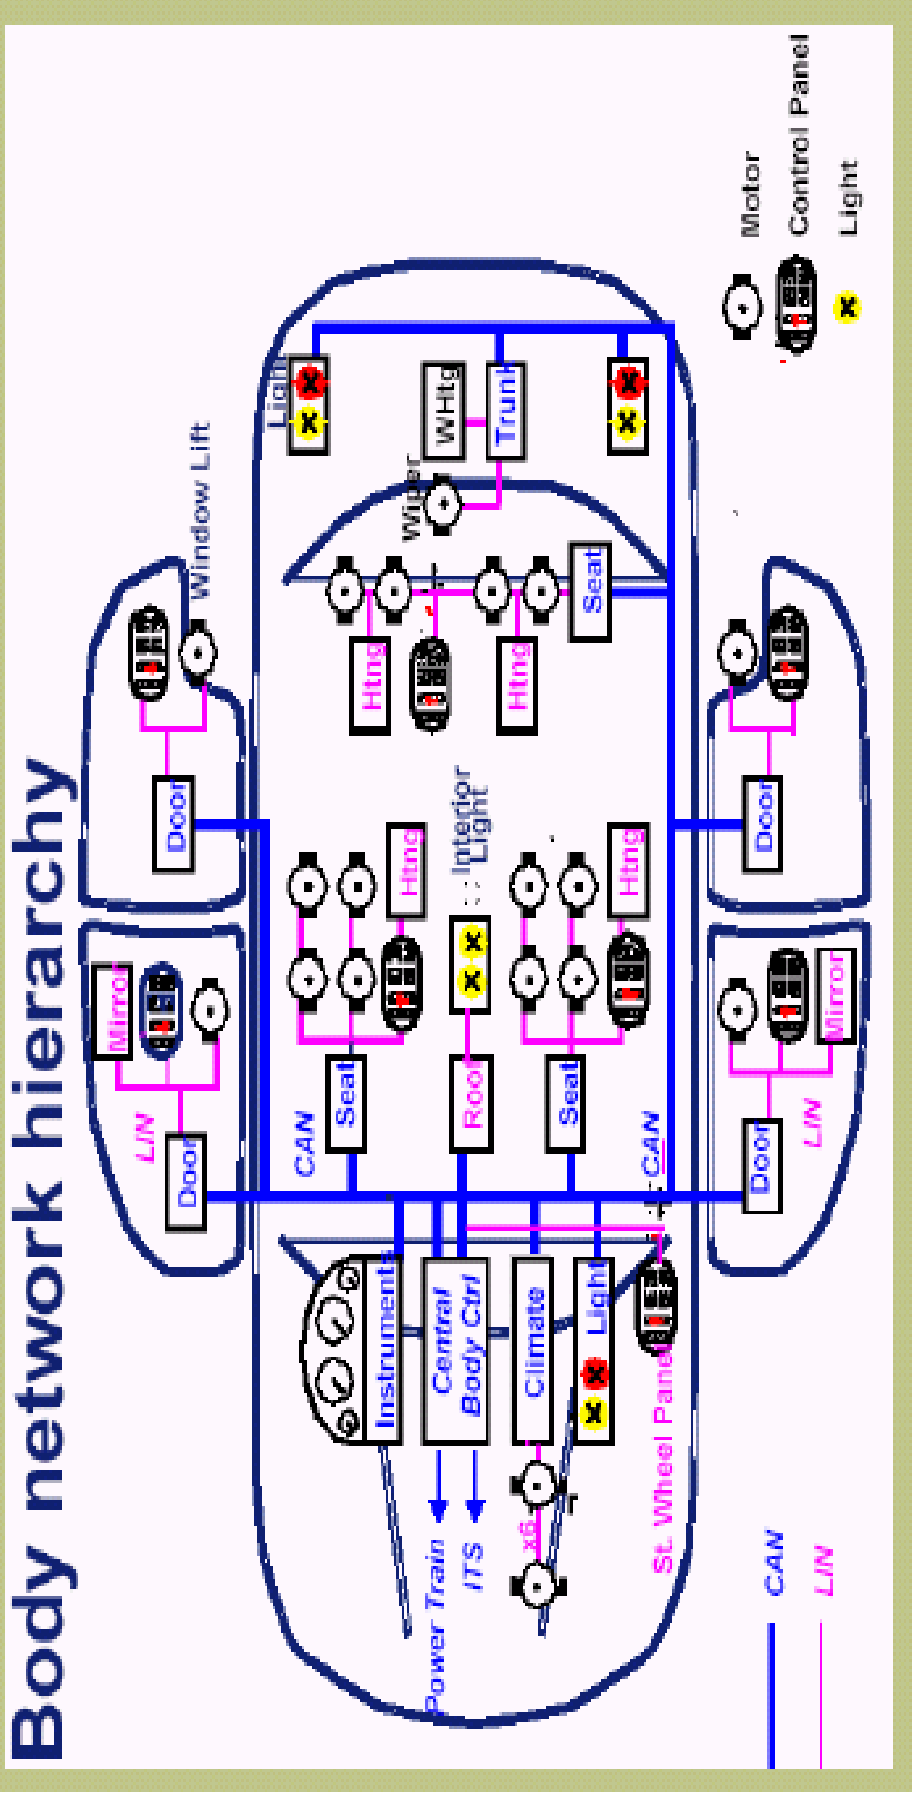 Body network hierarchy
Mirror
LIN
Door
Door
Window Lift
Light
CAN
Seat
Htng
Instruments
Power Train
Central
Body Ctrl
ITS
Roof
Interior
Light
Htng
Wiper
WHtg
Trunk
Climate
x6
Seat
Htng
Htng
Seat
Light
St. Wheel Panel
CAN
Door
LIN
Mirror
Door
Motor
Control Panel
Light
CAN
LIN